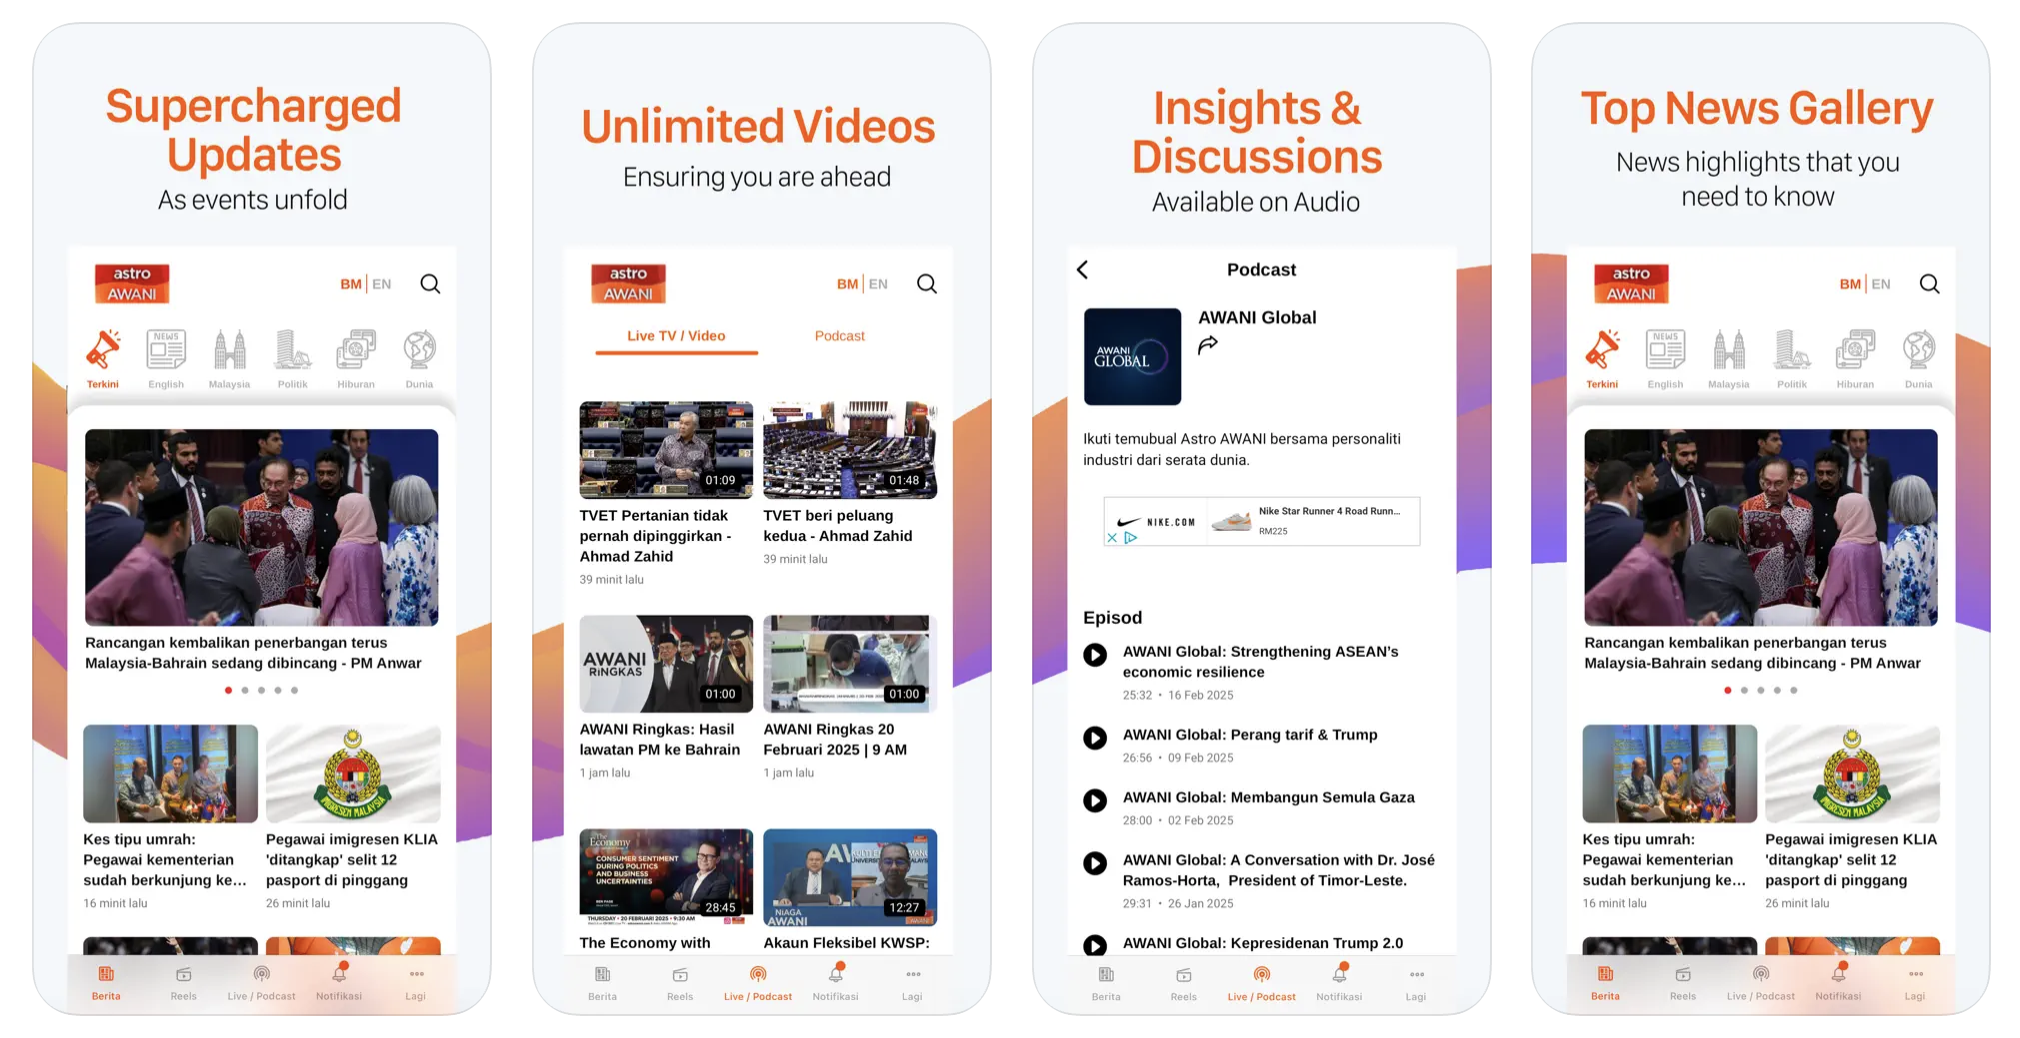 Supercharged
Updates
As events unfold
astro
AWANI
BM | EN
NEWS
Terkini English Malaysia Politik Hiburan Dunia
Rancangan kembalikan penerbangan terus
Malaysia-Bahrain sedang dibincang - PM Anwar
IMIGRESEN MALAYSIA
Kes tipu umrah:
Pegawai kementerian
sudah berkunjung ke...
16 minit lalu
Pegawai imigresen KLIA
'ditangkap' selit 12
pasport di pinggang
26 minit lalu
Berita Reels Live / Podcast Notifikasi Lagi
Unlimited Videos
Ensuring you are ahead
astro
AWANI
BM | EN
Live TV / Video Podcast
01:09
TVET Pertanian tidak
pernah dipinggirkan -
Ahmad Zahid
39 minit lalu
01:48
TVET beri peluang
kedua - Ahmad Zahid
39 minit lalu
AWANI
RiNGKAS
01:00
AWANI Ringkas: Hasil
lawatan PM ke Bahrain
1 jam lalu
01:00
AWANI Ringkas 20
Februari 2025 | 9 AM
1 jam lalu
The
Economy
CONSUMER SENTIMENT
DURING POLITICS
AND BUSINESS
UNCERTAINTIES
28:45
THURSDAY • 20 FEBRUARI 2025 • 9:30 AM
The Economy with
NIAGA
AWANI
12:27
Akaun Fleksibel KWSP:
Berita Reels Live / Podcast Notifikasi Lagi
Insights &
Discussions
Available on Audio
Podcast
AWANI
GLOBAL
AWANI Global
Ikuti temubual Astro AWANI bersama personaliti
industri dari serata dunia.
NIKE.COM
Nike Star Runner 4 Road Runn...
RM225
Episod
AWANI Global: Strengthening ASEAN's
economic resilience
25:32 • 16 Feb 2025
AWANI Global: Perang tarif & Trump
26:56 • 09 Feb 2025
AWANI Global: Membangun Semula Gaza
28:00 • 02 Feb 2025
AWANI Global: A Conversation with Dr. José
Ramos-Horta,  President of Timor-Leste.
29:31 • 26 Jan 2025
AWANI Global: Kepresidenan Trump 2.0
Berita Reels Live / Podcast Notifikasi Lagi
Top News Gallery
News highlights that you
need to know
astro
AWANI
BM | EN
NEWS
Terkini English Malaysia Politik Hiburan Dunia
Rancangan kembalikan penerbangan terus
Malaysia-Bahrain sedang dibincang - PM Anwar
IMIGRESEN MALAYSIA
Kes tipu umrah:
Pegawai kementerian
sudah berkunjung ke...
16 minit lalu
Pegawai imigresen KLIA
'ditangkap' selit 12
pasport di pinggang
26 minit lalu
Berita Reels Live / Podcast Notifikasi Lagi